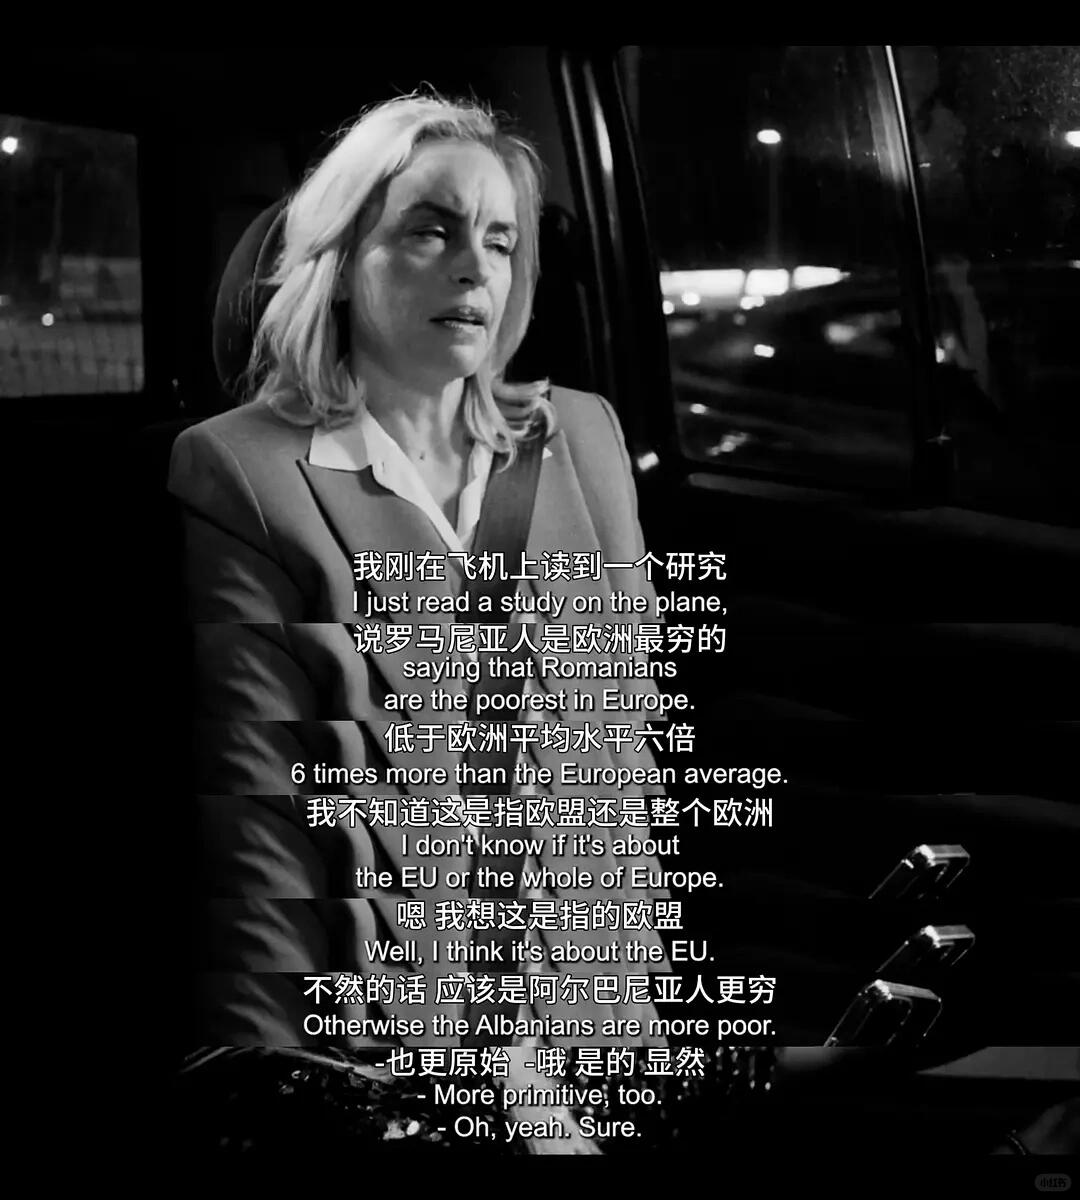 我刚在飞机上读到一个研究
I just read a study on the plane,
说罗马尼亚人是欧洲最穷的
saying that Romanians
are the poorest in Europe.
低于欧洲平均水平六倍
6 times more than the European average.
我不知道这是指欧盟还是整个欧洲
I don't know if it's about
the EU or the whole of Europe.
嗯 我想这是指的欧盟
Well, I think it's about the EU.
不然的话 应该是阿尔巴尼亚人更穷
Otherwise the Albanians are more poor.
-也更原始 -哦 是的 显然
- More primitive, too.
- Oh, yeah. Sure.
小红书